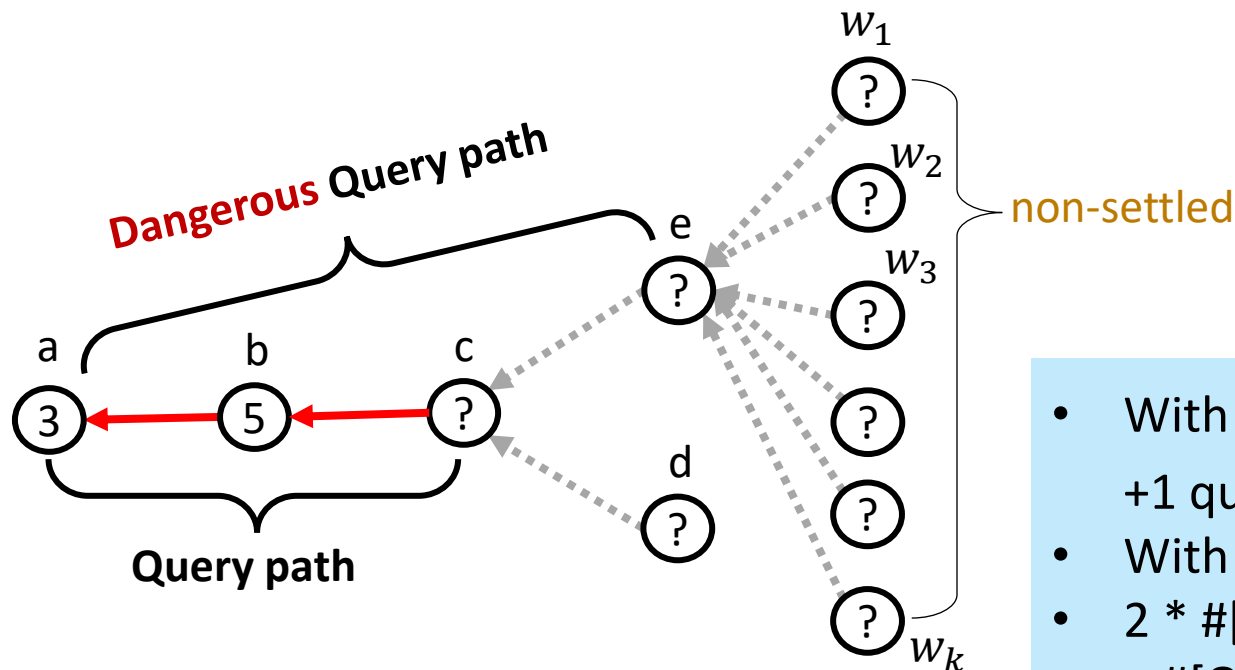 w₁
?
w₂
?
Dangerous Query path
non-settled
e
w₃
?
?
a
b
c
3
5
?
?
d
?
?
Query path
?
wₖ
• With
+1 qu
• With
• 2 * #[